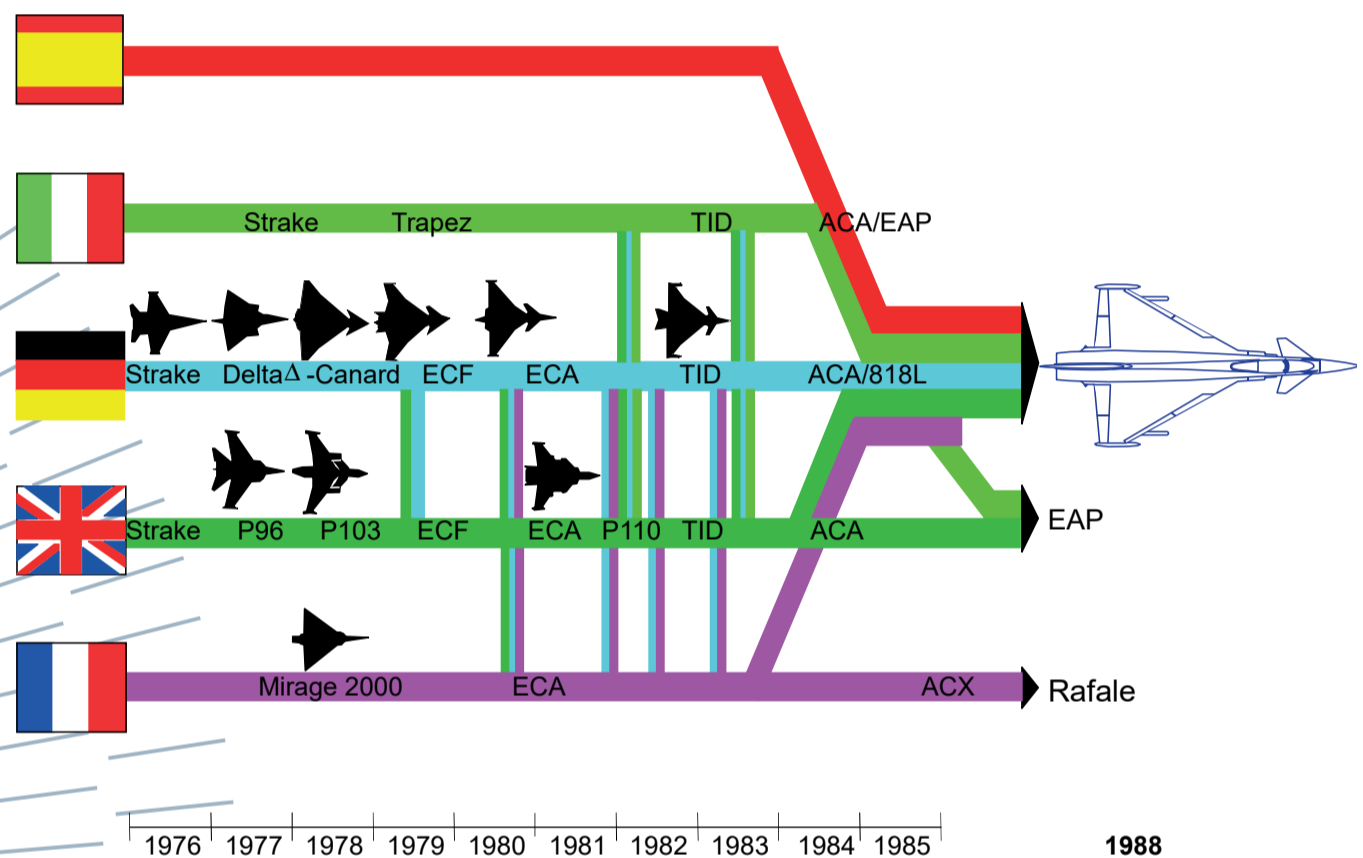 Strake Trapez TID ACA/EAP
Strake DeltaΔ -Canard ECF ECA TID ACA/818L
Strake P96 P103 ECF ECA P110 TID ACA
EAP
Mirage 2000 ECA ACX
Rafale
1976 1977 1978 1979 1980 1981 1982 1983 1984 1985 1988